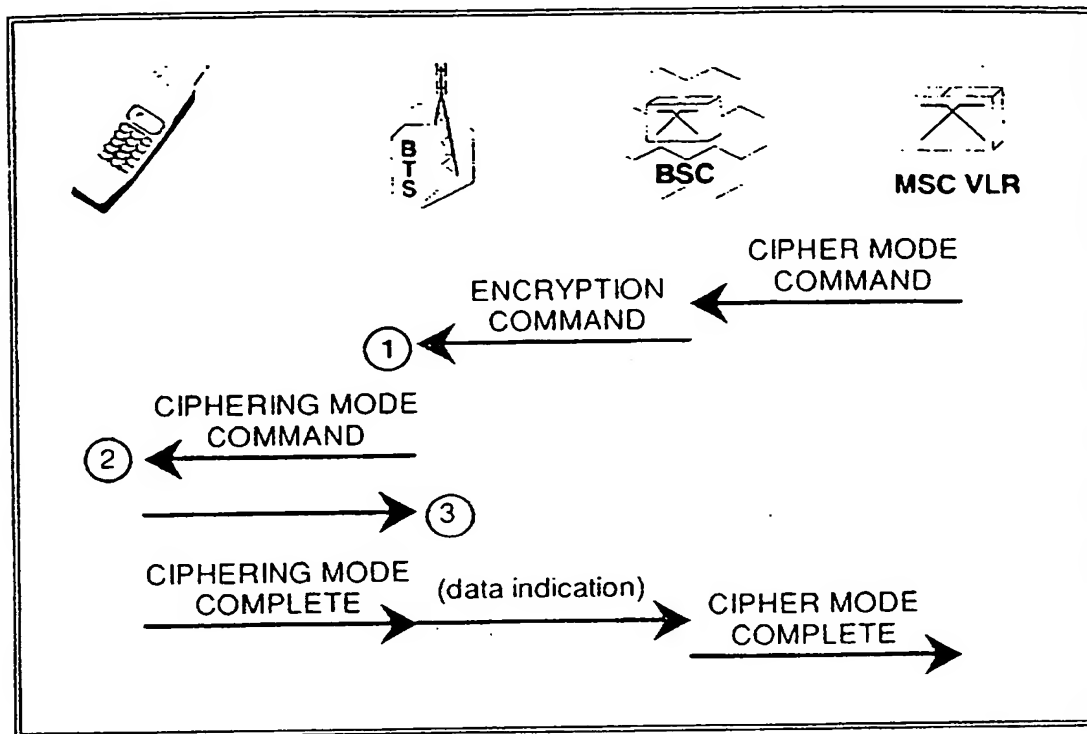 B
T
S
BSC
MSC VLR
CIPHER MODE
COMMAND
ENCRYPTION
COMMAND
1
CIPHERING MODE
COMMAND
2
3
CIPHERING MODE
COMPLETE
(data indication)
CIPHER MODE
COMPLETE